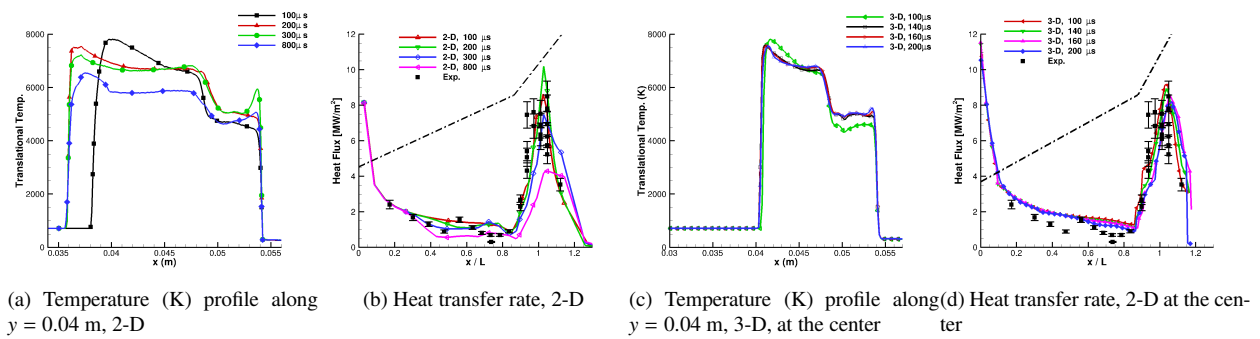 100μ s
200μ s
300μ s
800μ s
8000
6000
4000
2000
0
Translational Temp.
0.035
0.04
0.045
0.05
0.055
x (m)
2-D, 100 μs
2-D, 200 μs
2-D, 300 μs
2-D, 800 μs
Exp.
12
10
8
6
4
2
0
Heat Flux [MW/m²]
0
0.2
0.4
0.6
0.8
1
1.2
x / L
3-D, 100μs
3-D, 140μs
3-D, 160μs
3-D, 200μs
8000
6000
4000
2000
0
Translational Temp. (K)
0.03
0.035
0.04
0.045
0.05
0.055
x (m)
3-D, 100 μs
3-D, 140 μs
3-D, 160 μs
3-D, 200 μs
Exp.
12
10
8
6
4
2
0
Heat Flux [MW/m²]
0
0.2
0.4
0.6
0.8
1
1.2
x / L
(a) Temperature (K) profile along
y = 0.04 m, 2-D
(b) Heat transfer rate, 2-D
(c) Temperature (K) profile along
y = 0.04 m, 3-D, at the center
(d) Heat transfer rate, 2-D at the cen-
ter